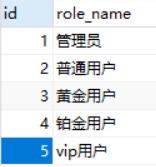 id role_name
1 管理员
2 普通用户
3 黄金用户
4 铂金用户
5 vip用户